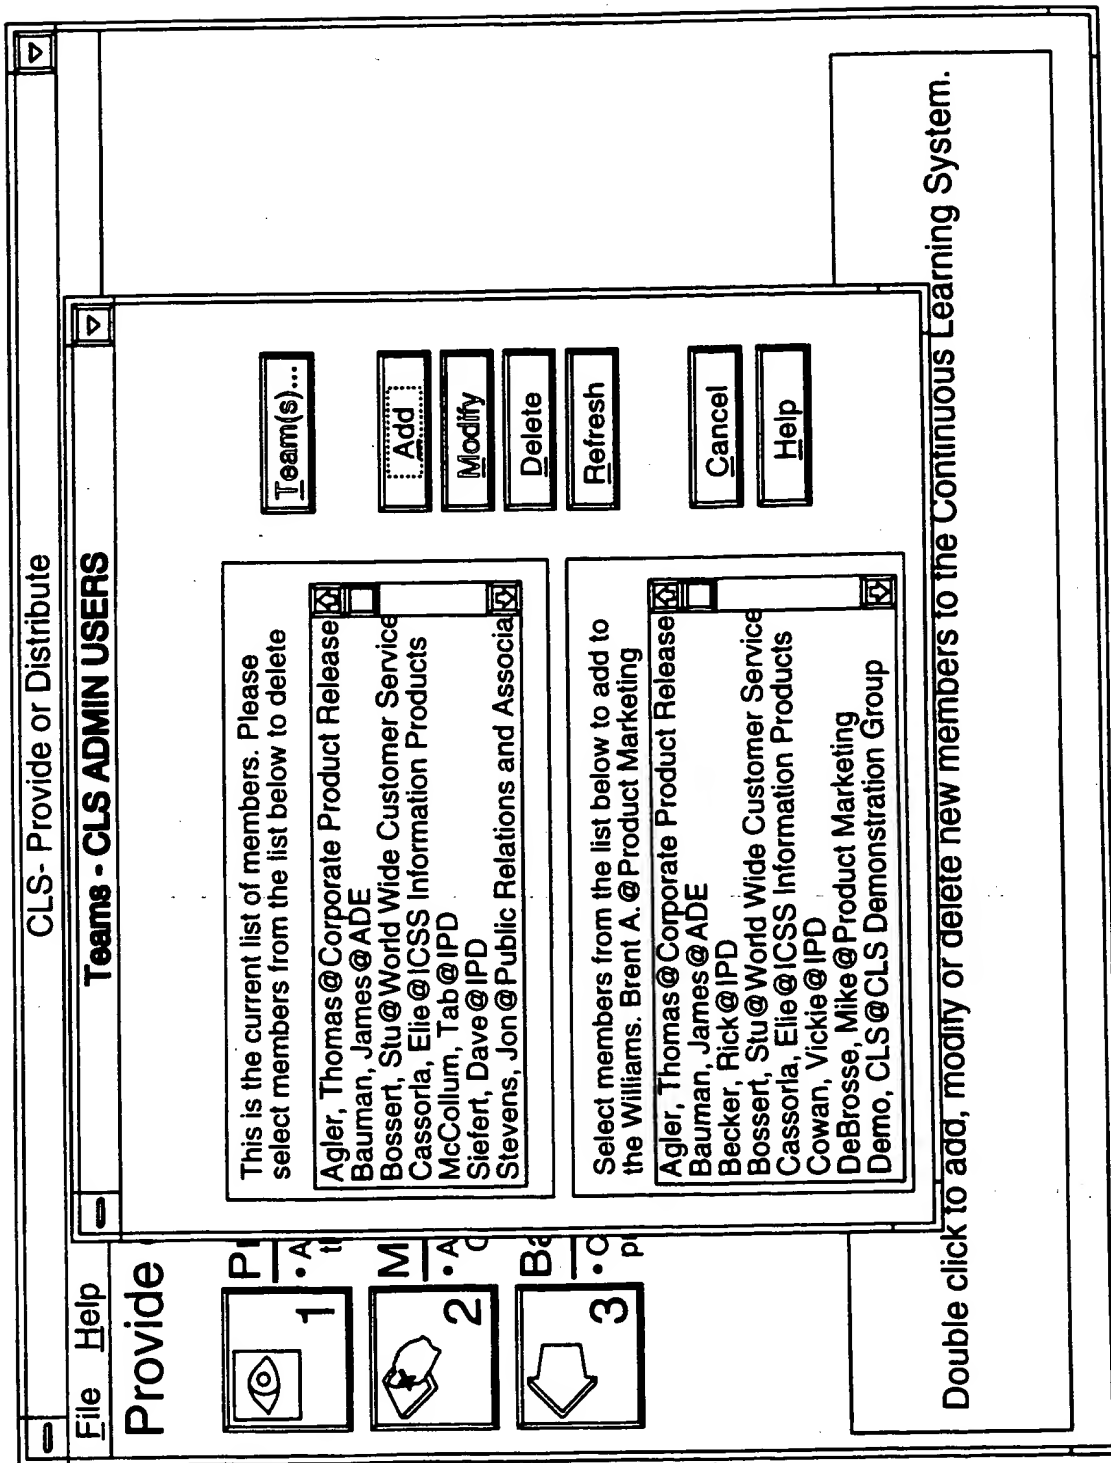 CLS- Provide or Distribute
File Help
Teams - CLS ADMIN USERS
Provide
1
2
• A
3
• C
This is the current list of members. Please
select members from the list below to delete
Agler, Thomas@Corporate Product Release
Bauman, James@ADE
Bossert, Stu@World Wide Customer Service
Cassorla, Elie@ICSS Information Products
McCollum, Tab@IPD
Siefert, Dave@IPD
Stevens, Jon@Public Relations and Associa
Select members from the list below to add to
the Williams. Brent A.@Product Marketing
Agler, Thomas@Corporate Product Release
Bauman, James@ADE
Becker, Rick@IPD
Bossert, Stu@World Wide Customer Service
Cassorla, Elie@ICSS Information Products
Cowan, Vickie@IPD
DeBrosse, Mike@Product Marketing
Demo, CLS@CLS Demonstration Group
Team(s)...
Add
Modify
Delete
Refresh
Cancel
Help
Double click to add, modify or delete new members to the Continuous Learning System.